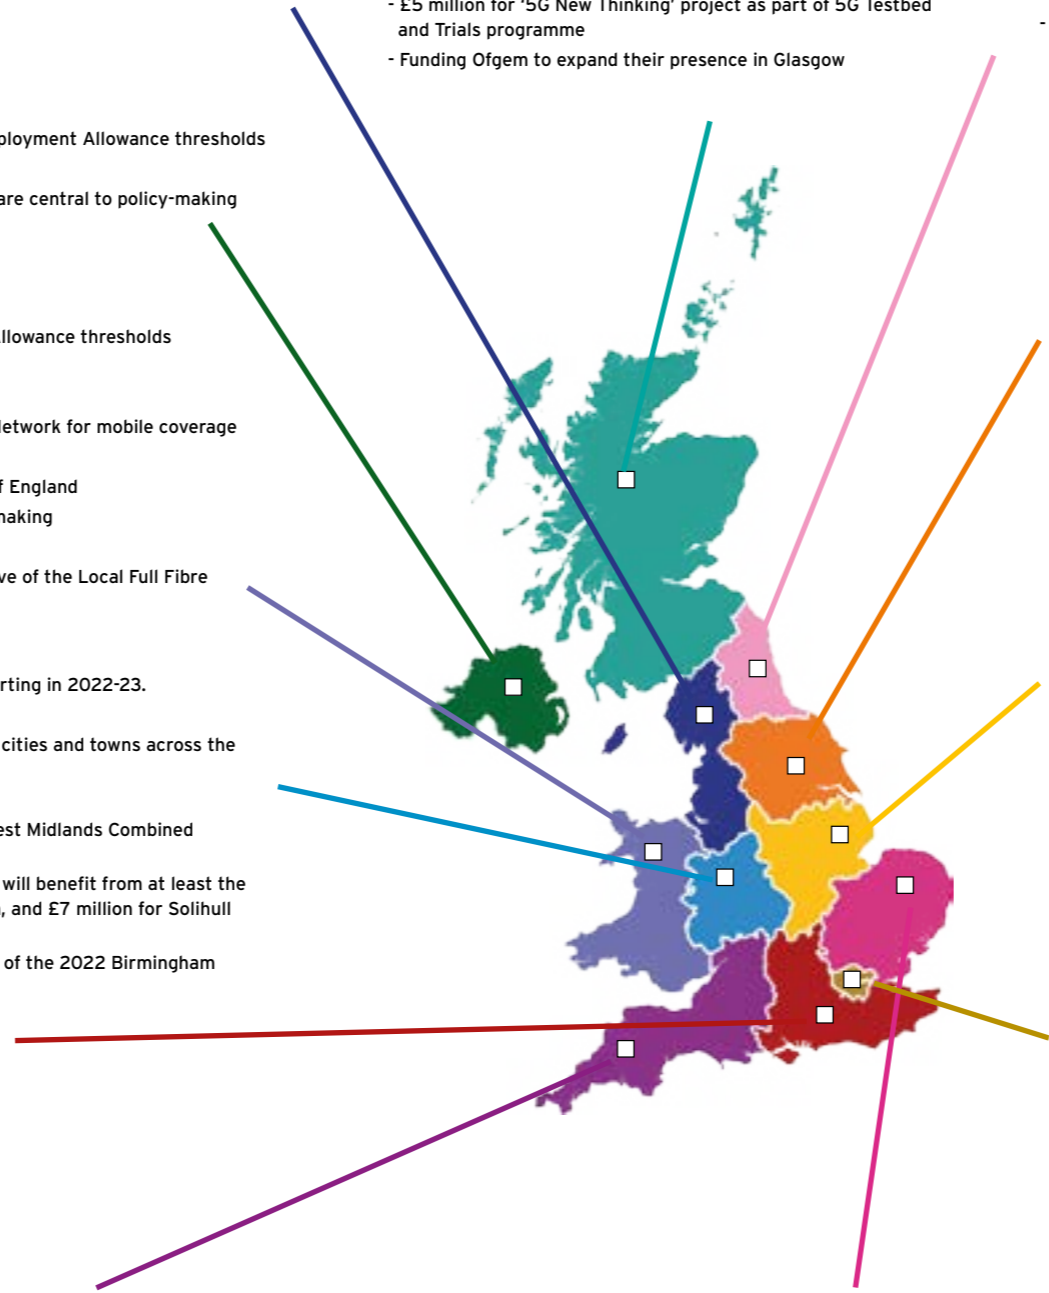 - £5 million for '5G New Thinking' project as part of 5G Testbed
and Trials programme
- Funding Ofgem to expand their presence in Glasgow
-
ployment Allowance thresholds
are central to policy-making
Allowance thresholds
Network for mobile coverage
f England
making
ve of the Local Full Fibre
rting in 2022-23.
cities and towns across the
est Midlands Combined
will benefit from at least the
, and £7 million for Solihull
of the 2022 Birmingham